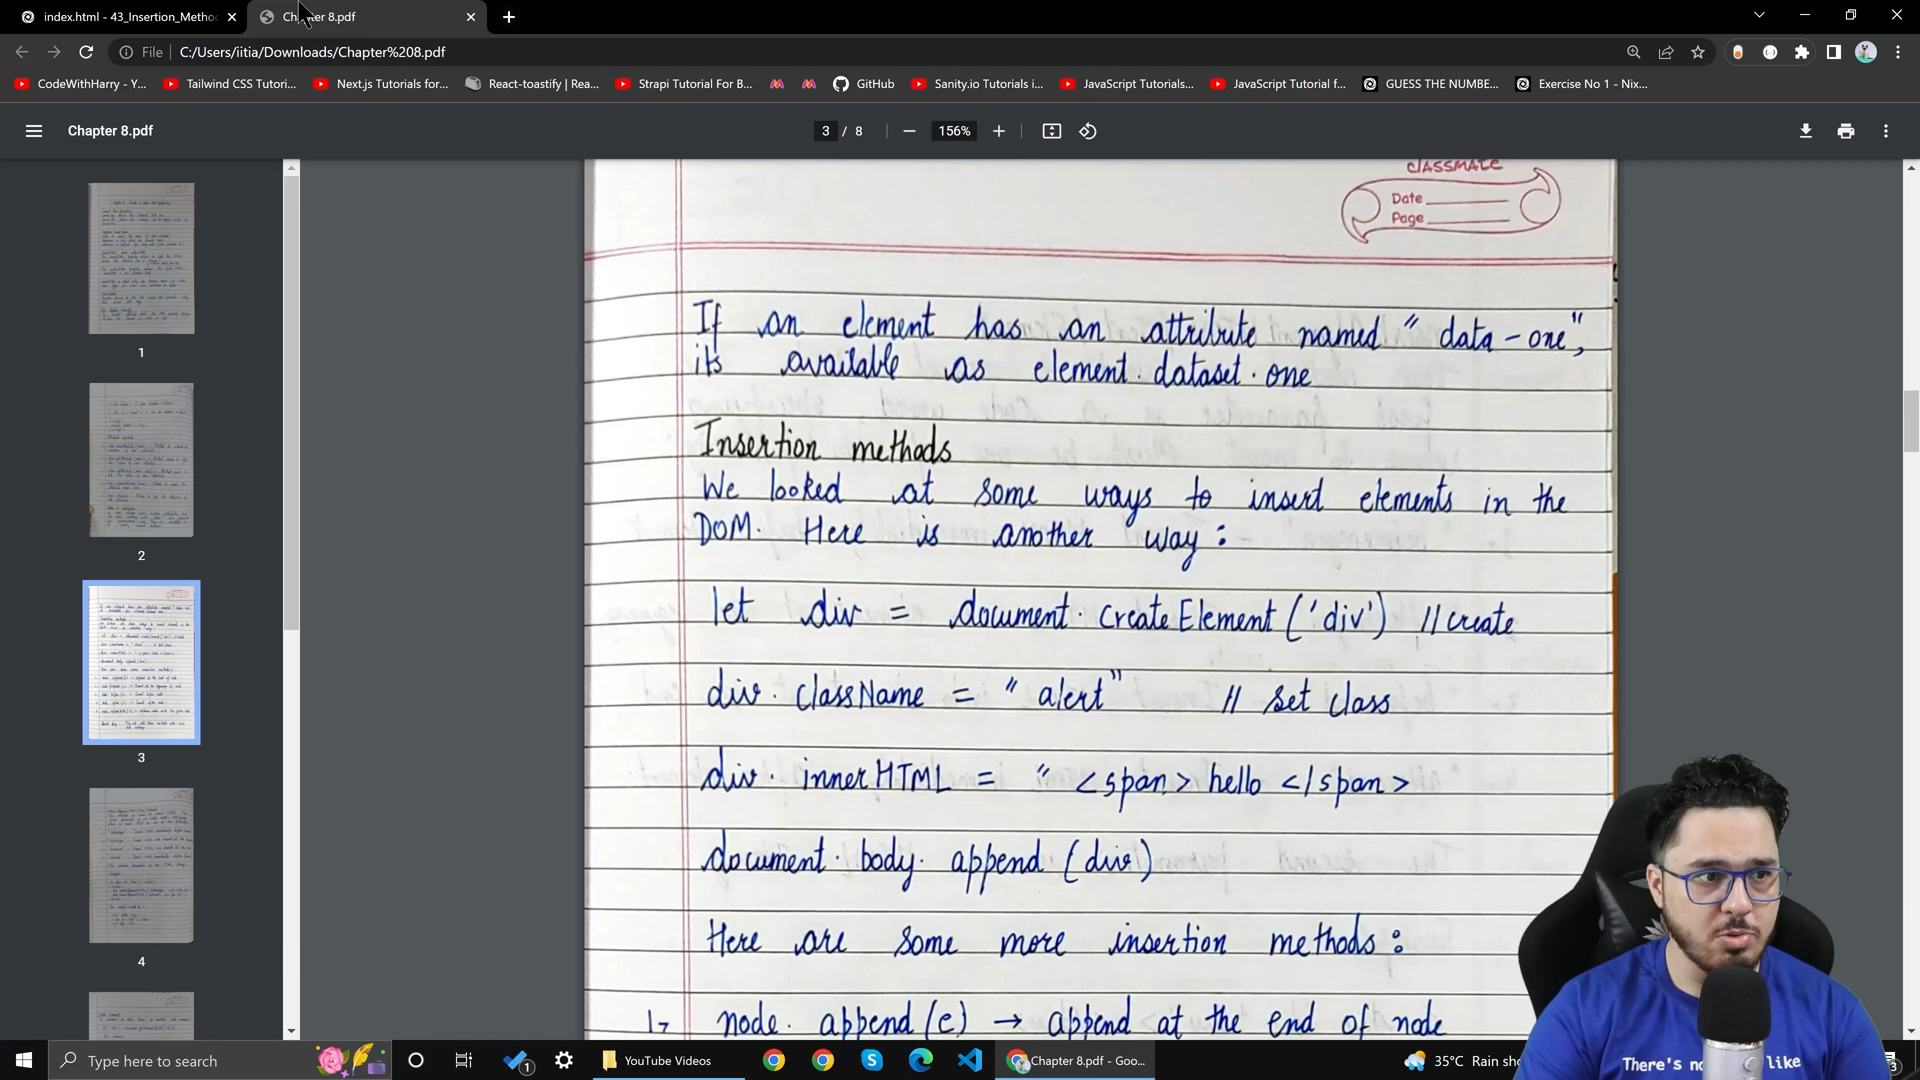 index.html - 43_Insertion_Metho
Chapter 8.pdf
File
C:/Users/iitia/Downloads/Chapter%208.pdf
CodeWithHarry - Y...
Tailwind CSS Tutori...
Next.js Tutorials for...
React-toastify | Rea...
Strapi Tutorial For B...
GitHub
Sanity.io Tutorials i...
JavaScript Tutorials...
JavaScript Tutorial f...
GUESS THE NUMBE...
Exercise No 1 - Nix...
Chapter 8.pdf
3 / 8
156%
classmate
Date
Page
If an element has an attribute named " data-one",
its available as element.dataset.one
Insertion methods
We looked at some ways to insert elements in the
DOM. Here is another way:
let div = document.createElement('div') // create
div.className = "alert" // set class
div.innerHTML = "<span> hello </span>
document.body.append(div)
Here are some more insertion methods:
1. node.append(e) → append at the end of node
1
2
3
4
Type here to search
1
YouTube Videos
Chapter 8.pdf - Goo...
35°C Rain sho
There's no
like
3